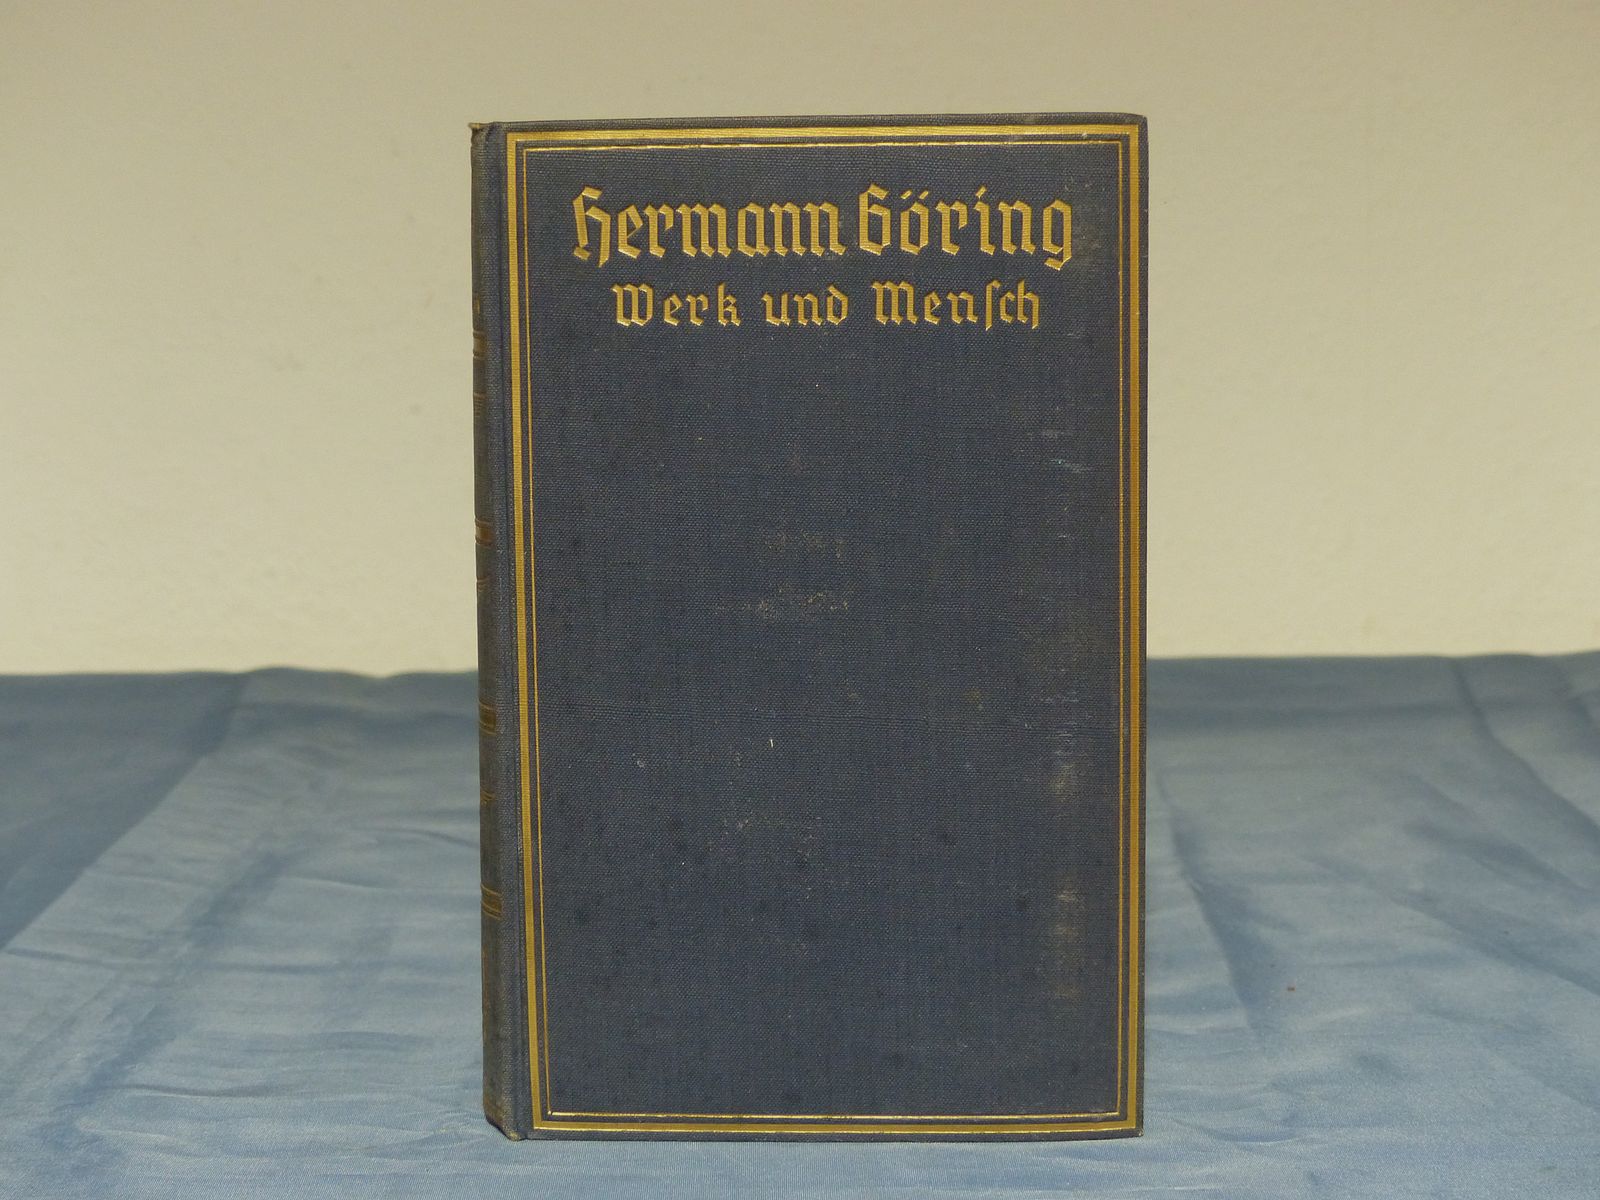 Hermann Göring
Werk und Menſch